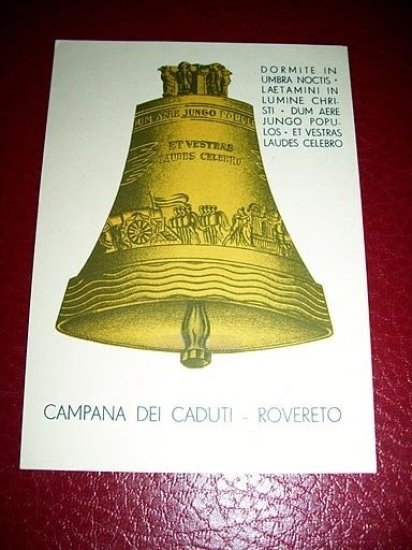 DORMITE IN
UMBRA NOCTIS •
LAETAMINI IN
LUMINE CHRI-
STI • DUM AERE
JUNGO POPU-
LOS • ET VESTRAS
LAUDES CELEBRO
DUM AERE JUNGO POPUL
ET VESTRAS
LAUDES CELEBRO
CAMPANA DEI CADUTI - ROVERETO